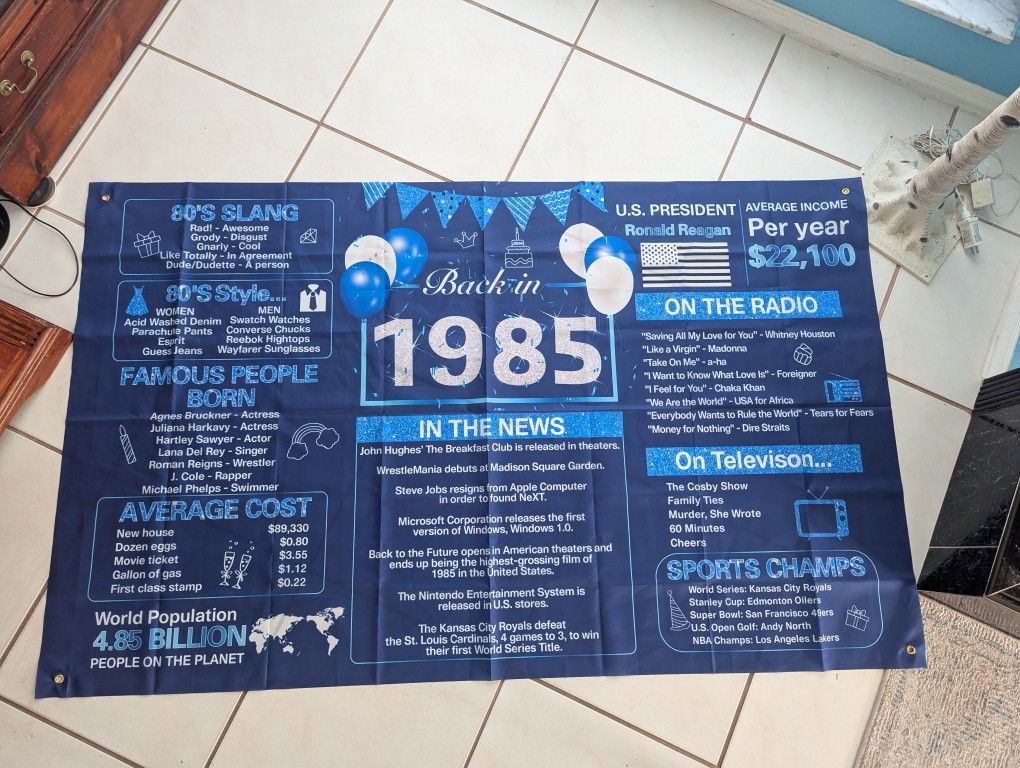 80'S SLANG
Rad! - Awesome
Grody - Disgust
Gnarly - Cool
Like Totally - In Agreement
Dude/Dudette - A person
80'S Style...
WOMEN
Acid Washed Denim
Parachute Pants
Esprit
Guess Jeans
MEN
Swatch Watches
Converse Chucks
Reebok Hightops
Wayfarer Sunglasses
FAMOUS PEOPLE
BORN
Agnes Bruckner - Actress
Juliana Harkavy - Actress
Hartley Sawyer - Actor
Lana Del Rey - Singer
Roman Reigns - Wrestler
J. Cole - Rapper
Michael Phelps - Swimmer
AVERAGE COST
New house $89,330
Dozen eggs $0.80
Movie ticket $3.55
Gallon of gas $1.12
First class stamp $0.22
World Population
4.85 BILLION
PEOPLE ON THE PLANET
Back in
1985
IN THE NEWS
John Hughes' The Breakfast Club is released in theaters.
WrestleMania debuts at Madison Square Garden.
Steve Jobs resigns from Apple Computer
in order to found NeXT.
Microsoft Corporation releases the first
version of Windows, Windows 1.0.
Back to the Future opens in American theaters and
ends up being the highest-grossing film of
1985 in the United States.
The Nintendo Entertainment System is
released in U.S. stores.
The Kansas City Royals defeat
the St. Louis Cardinals, 4 games to 3, to win
their first World Series Title.
U.S. PRESIDENT
Ronald Reagan
AVERAGE INCOME
Per year
$22,100
ON THE RADIO
"Saving All My Love for You" - Whitney Houston
"Like a Virgin" - Madonna
"Take On Me" - a-ha
"I Want to Know What Love Is" - Foreigner
"I Feel for You" - Chaka Khan
"We Are the World" - USA for Africa
"Everybody Wants to Rule the World" - Tears for Fears
"Money for Nothing" - Dire Straits
On Televison...
The Cosby Show
Family Ties
Murder, She Wrote
60 Minutes
Cheers
SPORTS CHAMPS
World Series: Kansas City Royals
Stanley Cup: Edmonton Oilers
Super Bowl: San Francisco 49ers
U.S. Open Golf: Andy North
NBA Champs: Los Angeles Lakers